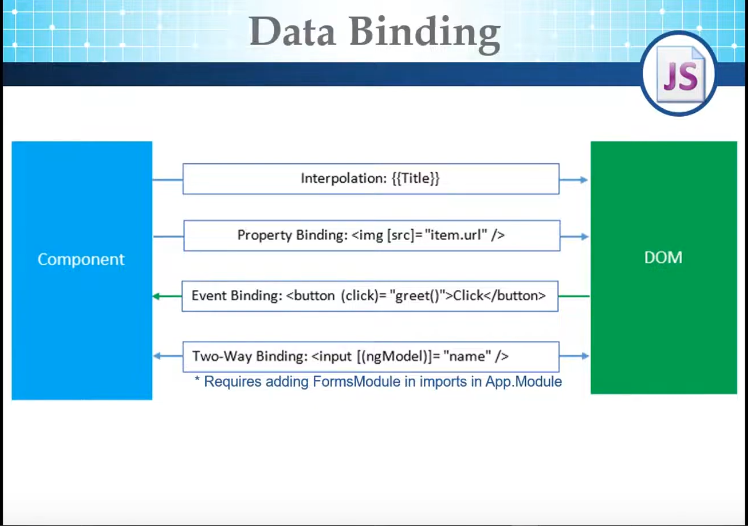 Data Binding
JS
Interpolation: {{Title}}
Property Binding: <img [src]= "item.url" />
Component
DOM
Event Binding: <button (click)= "greet()">Click</button>
Two-Way Binding: <input [(ngModel)]= "name" />
* Requires adding FormsModule in imports in App.Module